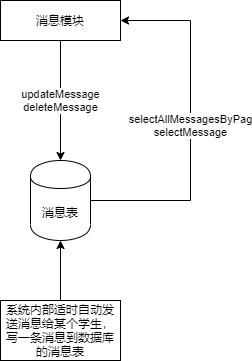 消息模块
updateMessage
deleteMessage
selectAllMessagesByPag
selectMessage
消息表
系统内部适时自动发
送消息给某个学生，
写一条消息到数据库
的消息表